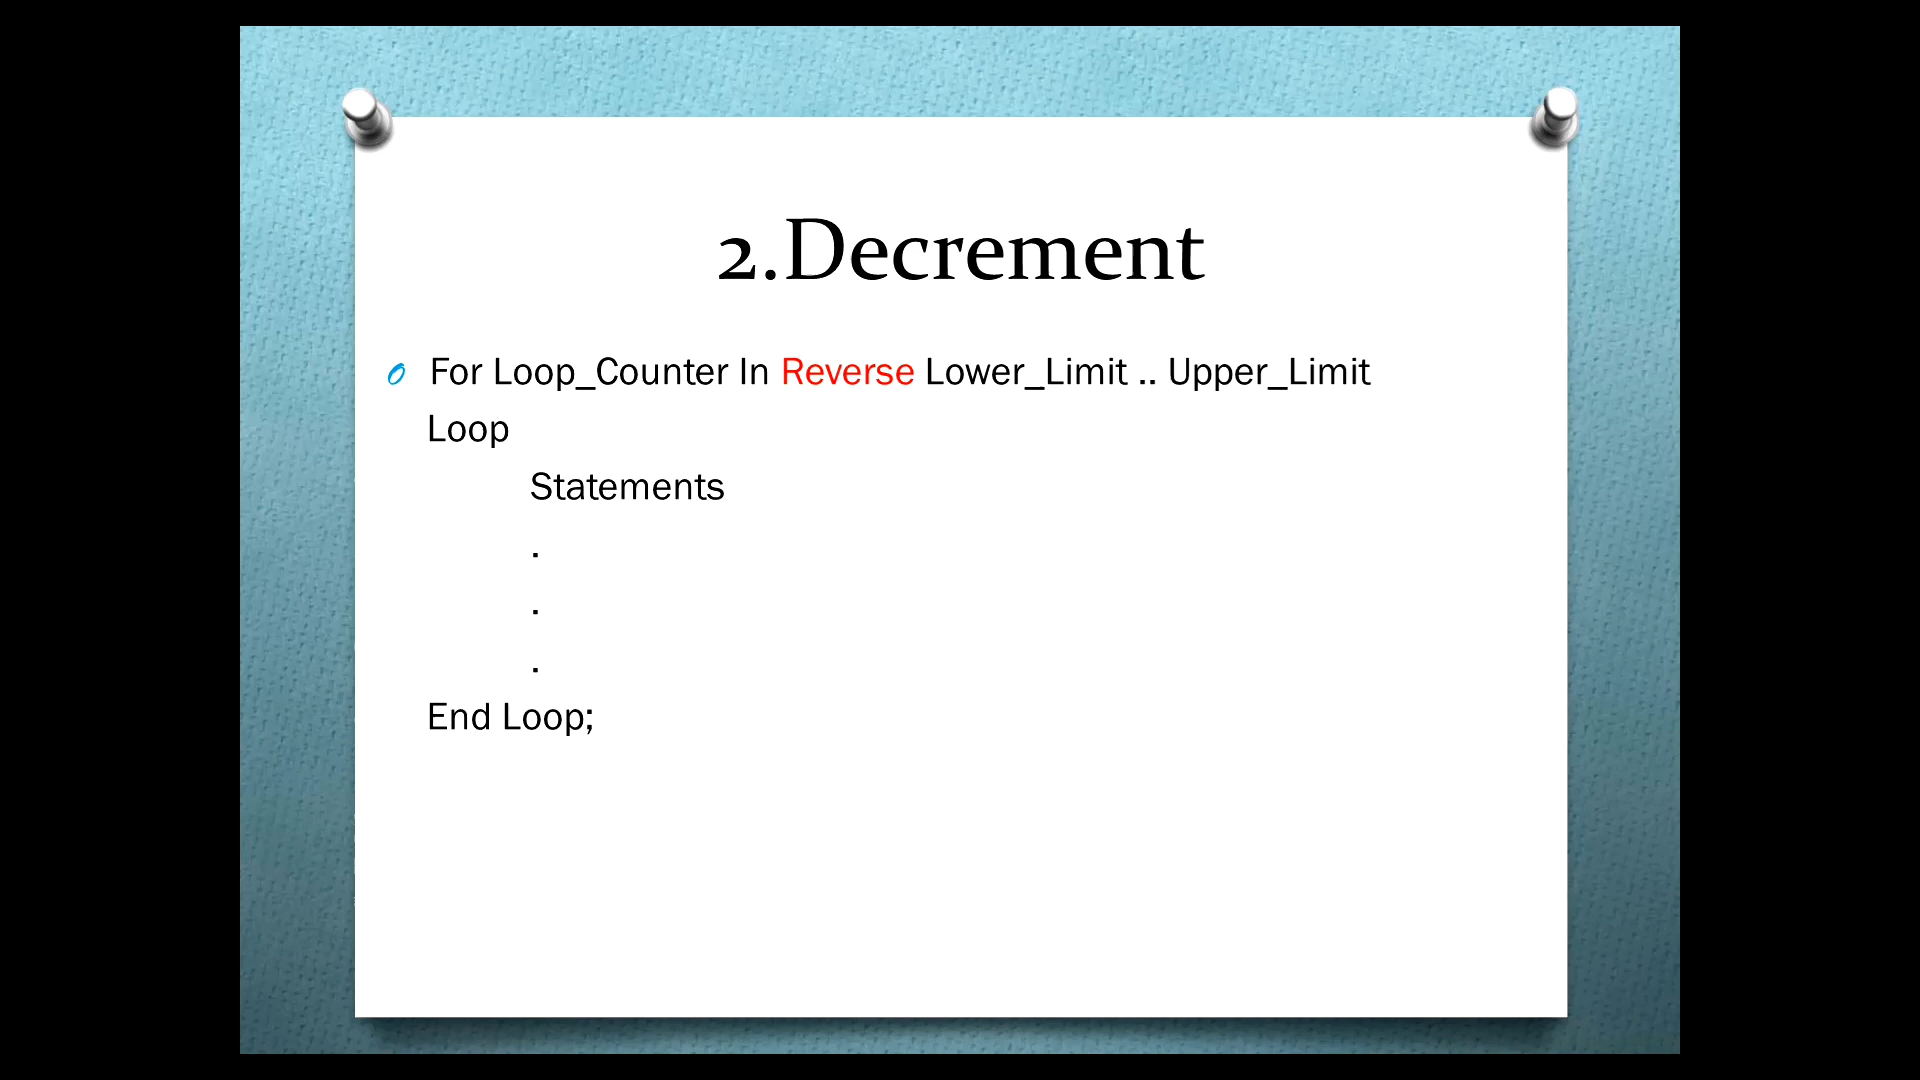 2.Decrement
For Loop_Counter In Reverse Lower_Limit .. Upper_Limit
Loop
Statements
.
.
.
End Loop;